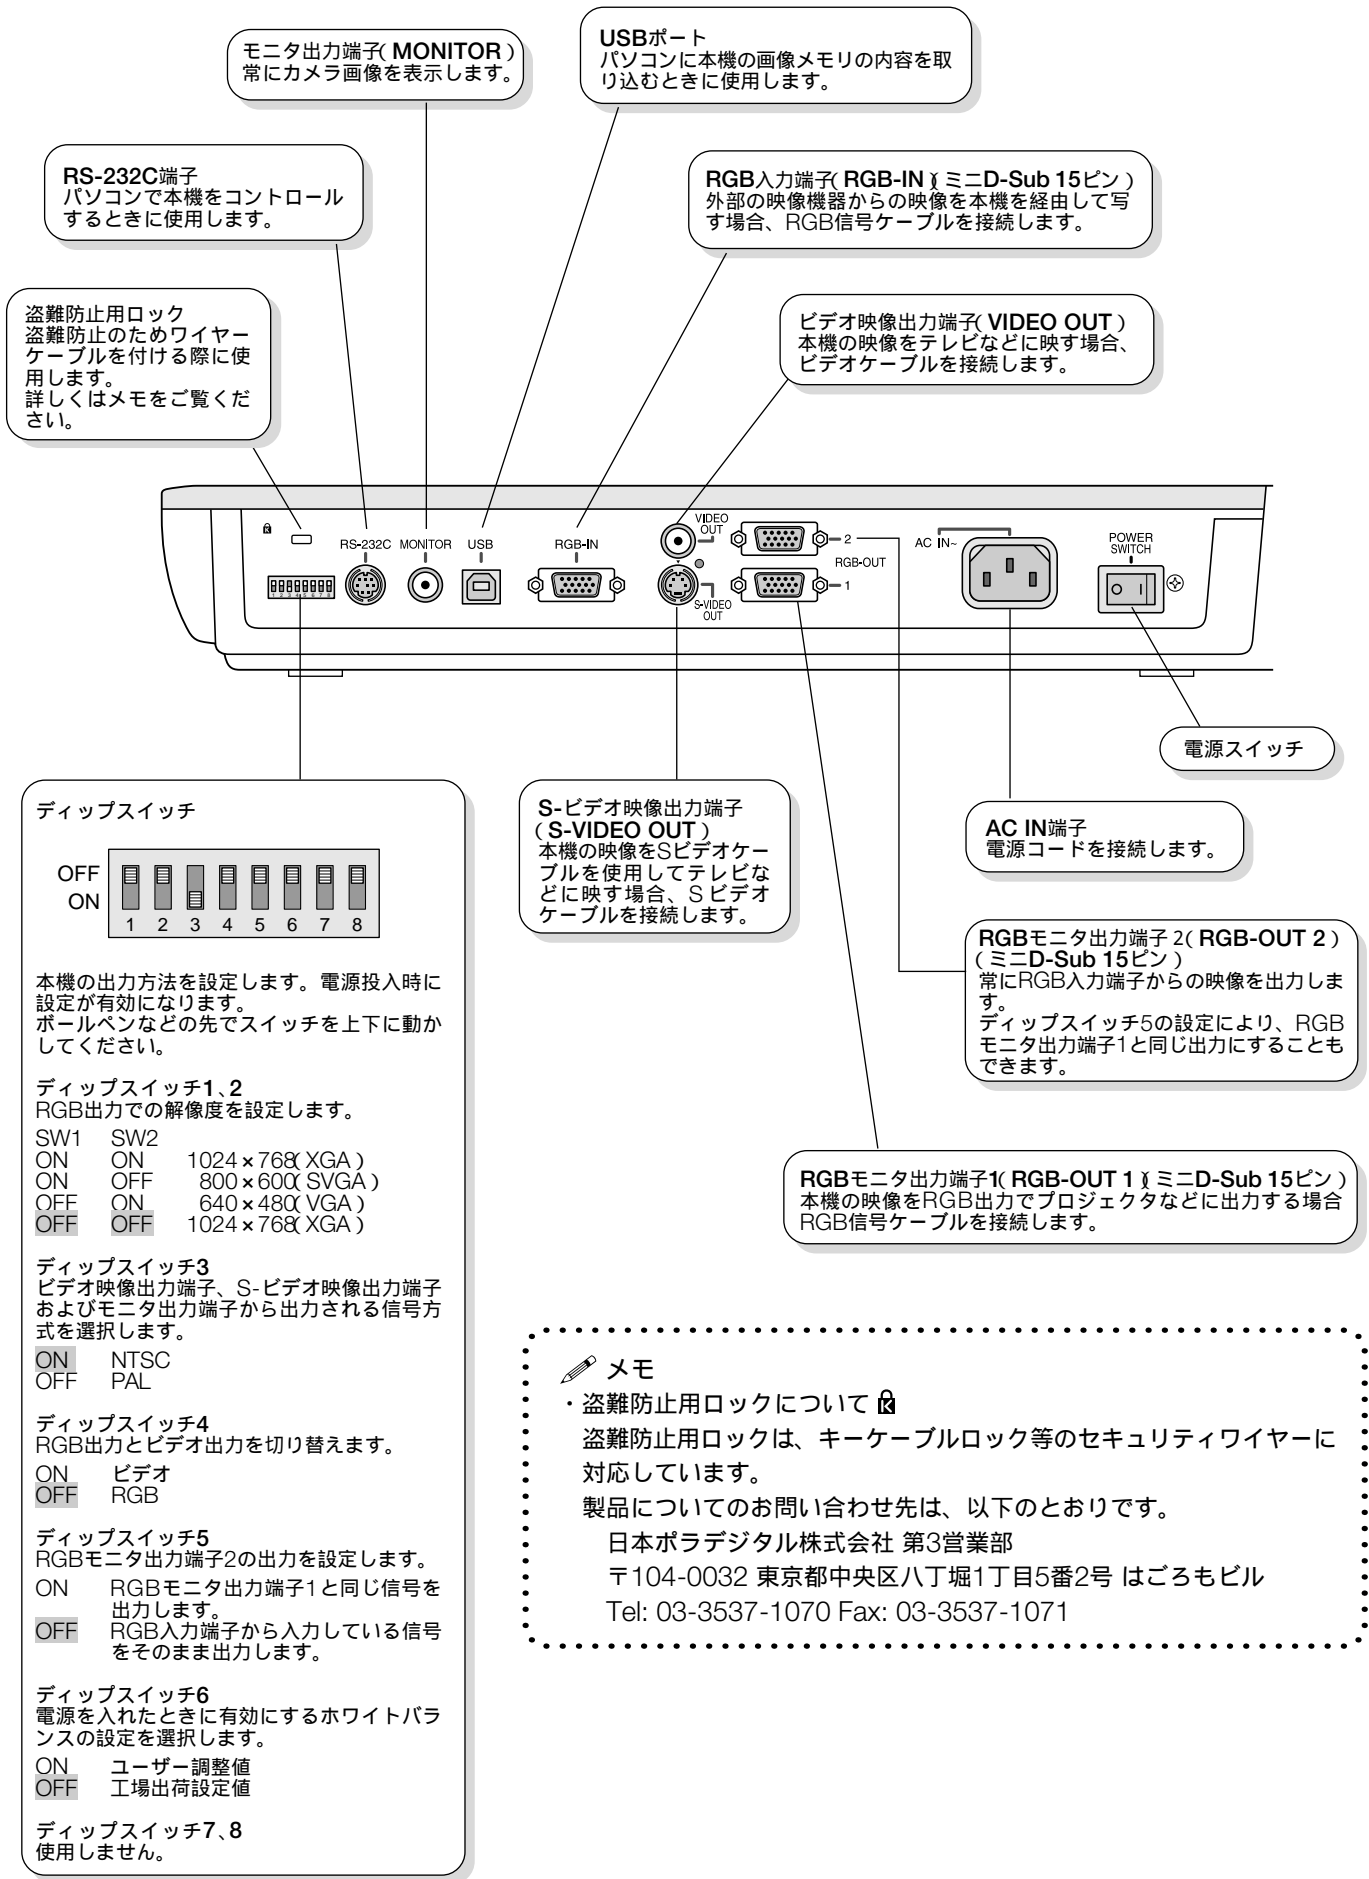 モニタ出力端子( MONITOR )
常にカメラ画像を表示します。
USBポート
パソコンに本機の画像メモリの内容を取
り込むときに使用します。
RS-232C端子
パソコンで本機をコントロール
するときに使用します。
RGB入力端子( RGB-IN )(ミニD-Sub 15ピン)
外部の映像機器からの映像を本機を経由して写
す場合、RGB信号ケーブルを接続します。
盗難防止用ロック
盗難防止のためワイヤー
ケーブルを付ける際に使
用します。
詳しくはメモをご覧くだ
さい。
ビデオ映像出力端子( VIDEO OUT )
本機の映像をテレビなどに映す場合、
ビデオケーブルを接続します。
K
RS-232C MONITOR USB RGB-IN
VIDEO
OUT
2
RGB-OUT
1
S-VIDEO
OUT
AC IN~
POWER
SWITCH
1 2 3 4 5 6 7 8
電源スイッチ
AC IN端子
電源コードを接続します。
S-ビデオ映像出力端子
( S-VIDEO OUT )
本機の映像をSビデオケー
ブルを使用してテレビな
どに映す場合、Sビデオ
ケーブルを接続します。
RGBモニタ出力端子 2( RGB-OUT 2 )
(ミニD-Sub 15ピン)
常にRGB入力端子からの映像を出力しま
す。
ディップスイッチ5の設定により、RGB
モニタ出力端子1と同じ出力にすることも
できます。
RGBモニタ出力端子1( RGB-OUT 1 )(ミニD-Sub 15ピン)
本機の映像をRGB出力でプロジェクタなどに出力する場合
RGB信号ケーブルを接続します。
ディップスイッチ
OFF
ON
1 2 3 4 5 6 7 8
本機の出力方法を設定します。電源投入時に
設定が有効になります。
ボールペンなどの先でスイッチを上下に動か
してください。
ディップスイッチ1、2
RGB出力での解像度を設定します。
SW1 SW2
ON ON 1024×768( XGA )
ON OFF 800×600( SVGA )
OFF ON 640×480( VGA )
OFF OFF 1024×768( XGA )
ディップスイッチ3
ビデオ映像出力端子、S-ビデオ映像出力端子
およびモニタ出力端子から出力される信号方
式を選択します。
ON NTSC
OFF PAL
ディップスイッチ4
RGB出力とビデオ出力を切り替えます。
ON ビデオ
OFF RGB
ディップスイッチ5
RGBモニタ出力端子2の出力を設定します。
ON RGBモニタ出力端子1と同じ信号を
出力します。
OFF RGB入力端子から入力している信号
をそのまま出力します。
ディップスイッチ6
電源を入れたときに有効にするホワイトバラ
ンスの設定を選択します。
ON ユーザー調整値
OFF 工場出荷設定値
ディップスイッチ7、8
使用しません。
メモ
・盗難防止用ロックについて K
盗難防止用ロックは、キーケーブルロック等のセキュリティワイヤーに
対応しています。
製品についてのお問い合わせ先は、以下のとおりです。
日本ポラデジタル株式会社 第3営業部
〒104-0032 東京都中央区八丁堀1丁目5番2号 はごろもビル
Tel: 03-3537-1070 Fax: 03-3537-1071